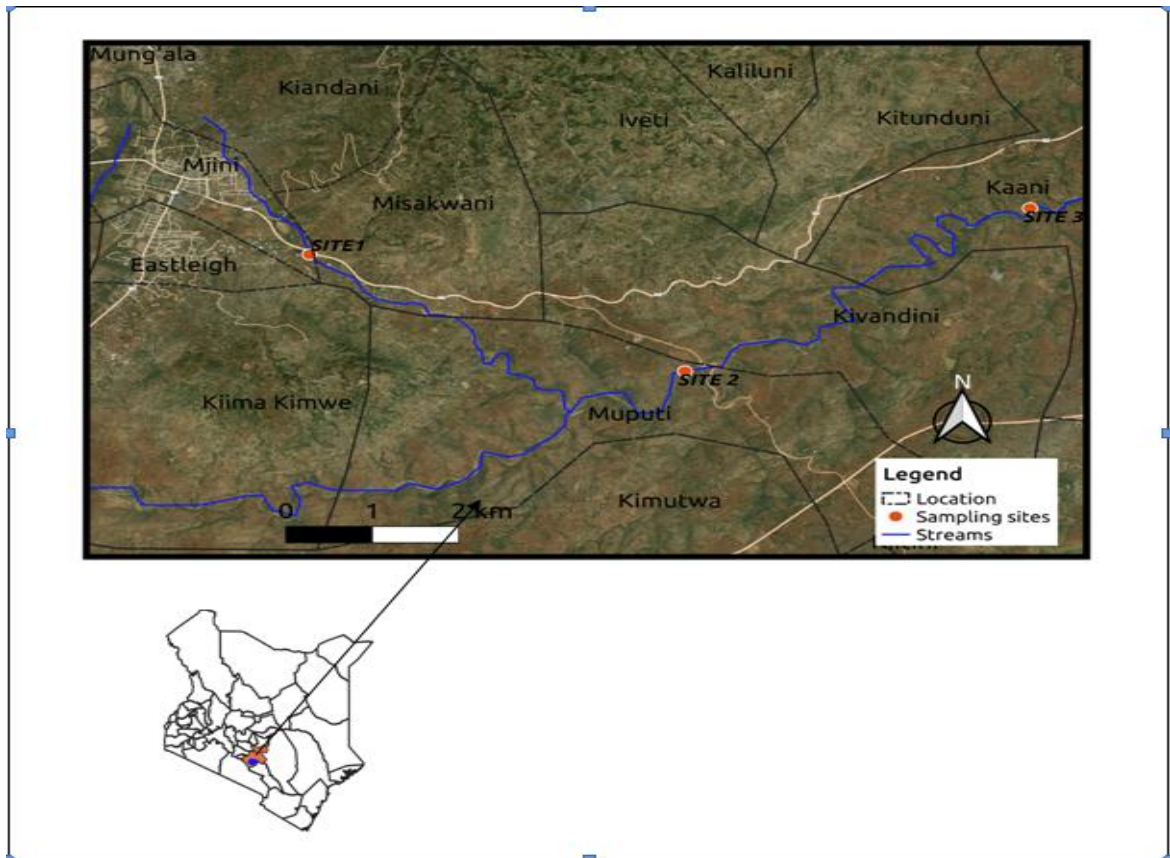 Mung'ala
Kaliluni
Kiandani
Iveti
Kitunduni
Mjini
Kaani
Misakwani
SITE 3
SITE1
Eastleigh
Kivandini
SITE 2
N
Kiima Kimwe
Muputi
Legend
Location
Sampling sites
Streams
Kimutwa
0 1 2 km